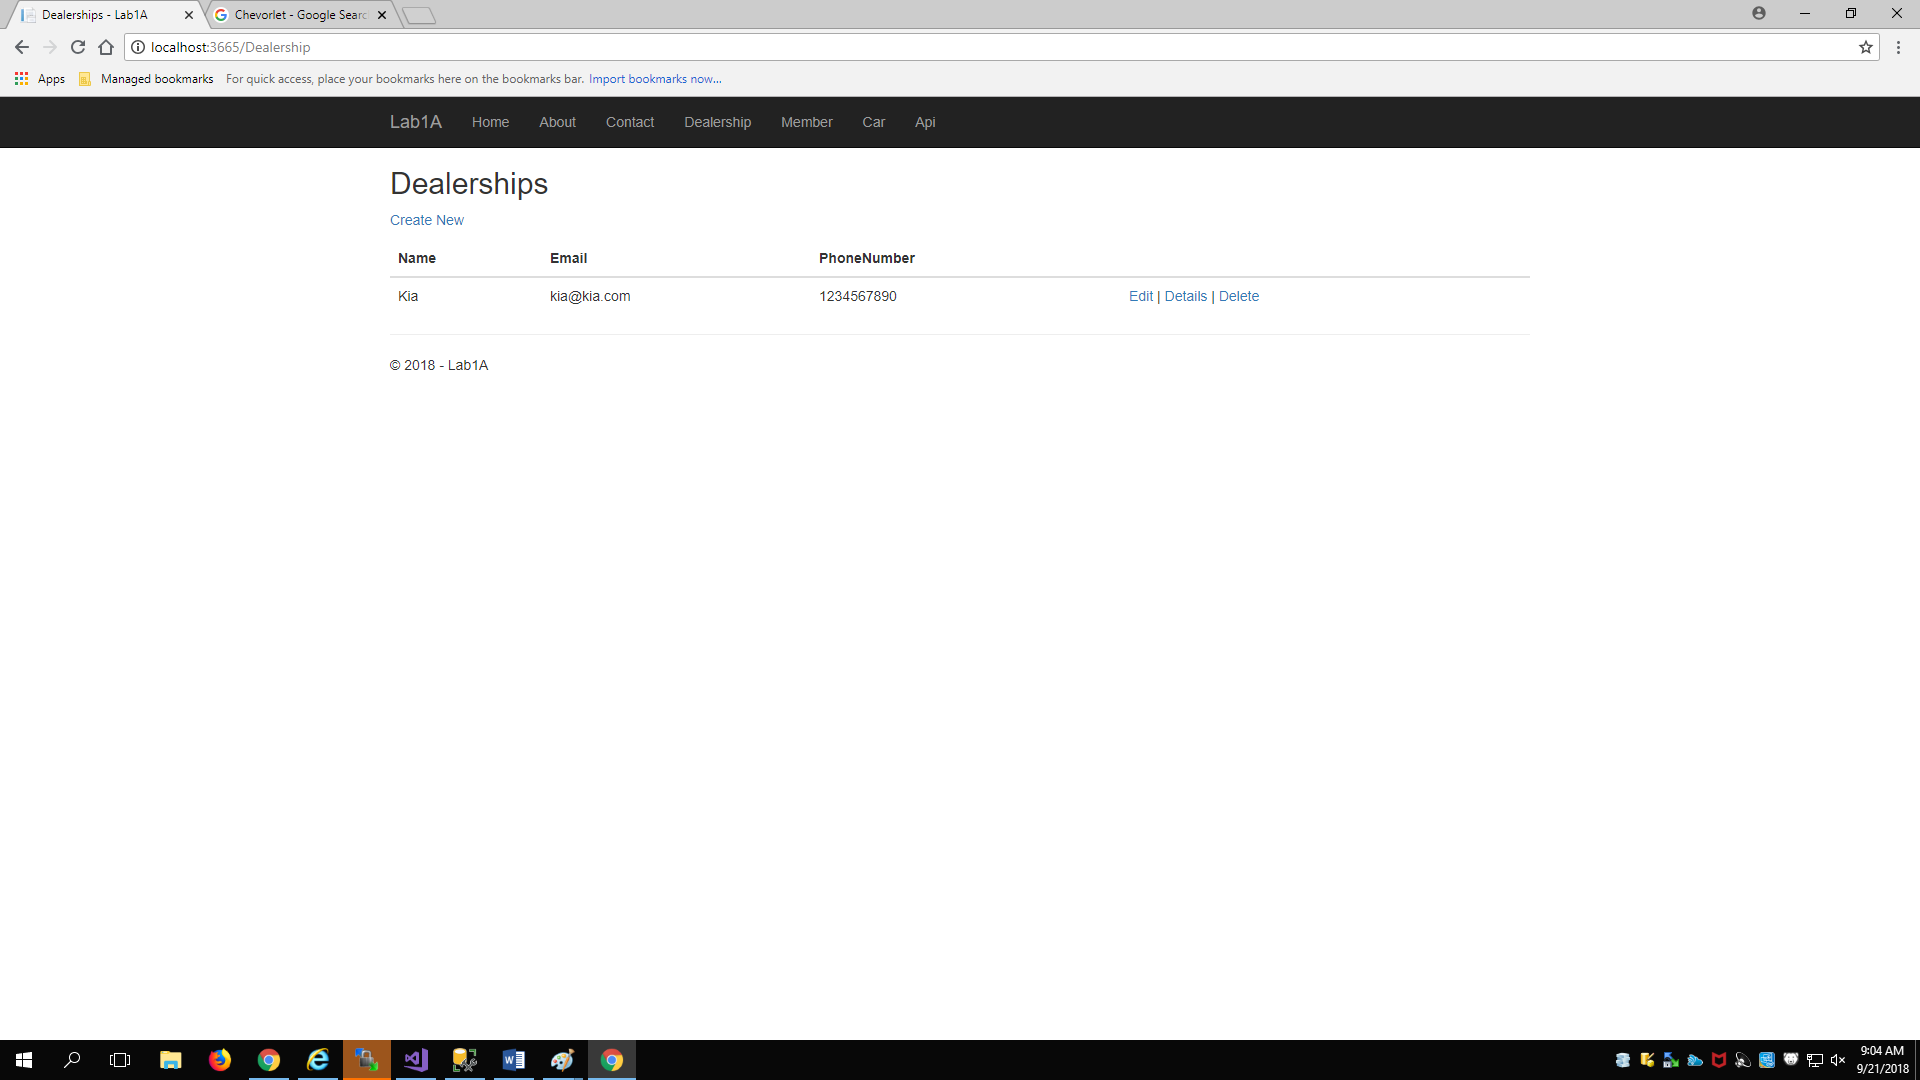 Dealerships - Lab1A
Chevorlet - Google Searc
localhost:3665/Dealership
Apps Managed bookmarks For quick access, place your bookmarks here on the bookmarks bar. Import bookmarks now...
Lab1A Home About Contact Dealership Member Car Api
Dealerships
Create New
Name Email PhoneNumber
Kia kia@kia.com 1234567890 Edit | Details | Delete
© 2018 - Lab1A
9:04 AM
9/21/2018